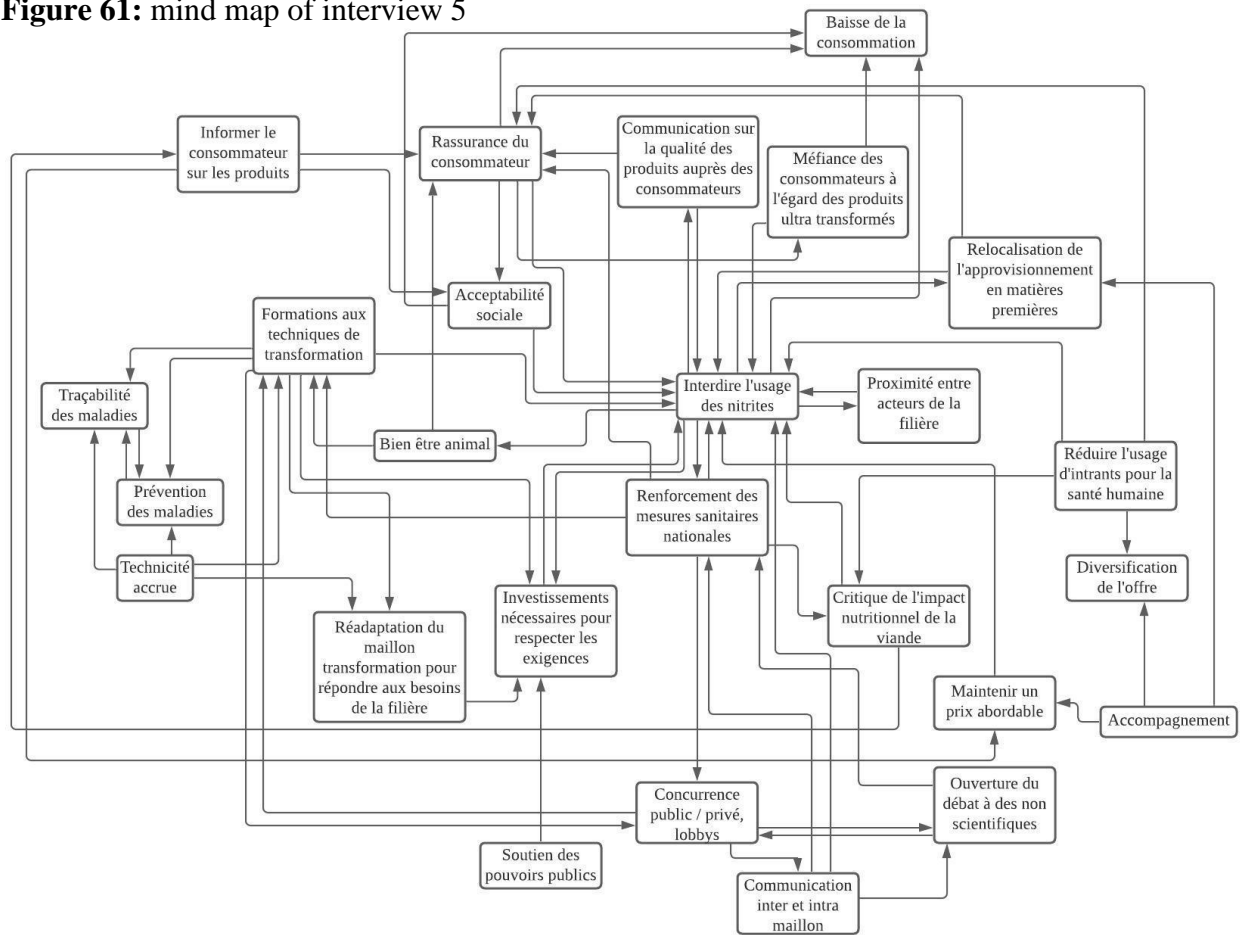 Figure 61: mind map of interview 5
Baisse de la
consommation
Informer le
consommateur
sur les produits
Rassurance du
consommateur
Communication sur
la qualité des
produits auprès des
consommateurs
Méfiance des
consommateurs à
l'égard des produits
ultra transformés
Relocalisation de
l'approvisionnement
en matières
premières
Acceptabilité
sociale
Formations aux
techniques de
transformation
Traçabilité
des maladies
Interdire l'usage
des nitrites
Proximité entre
acteurs de la
filière
Bien être animal
Réduire l'usage
d'intrants pour la
santé humaine
Prévention
des maladies
Renforcement des
mesures sanitaires
nationales
Technicité
accrue
Diversification
de l'offre
Investissements
nécessaires pour
respecter les
exigences
Critique de l'impact
nutritionnel de la
viande
Réadaptation du
maillon
transformation pour
répondre aux besoins
de la filière
Maintenir un
prix abordable
Accompagnement
Concurrence
public / privé,
lobbys
Ouverture du
débat à des non
scientifiques
Soutien des
pouvoirs publics
Communication
inter et intra
maillon